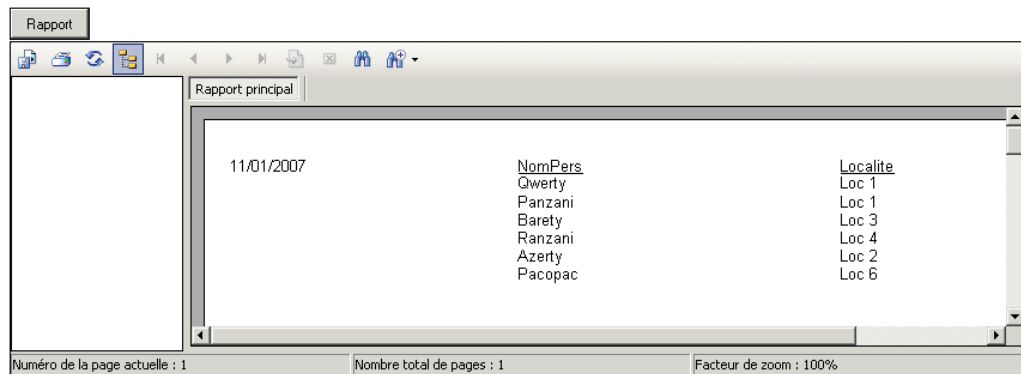 Rapport
Rapport principal
11/01/2007 NomPers Localite
Qwerty Loc 1
Panzani Loc 1
Barety Loc 3
Ranzani Loc 4
Azerty Loc 2
Pacopac Loc 6
Numéro de la page actuelle : 1 Nombre total de pages : 1 Facteur de zoom : 100%